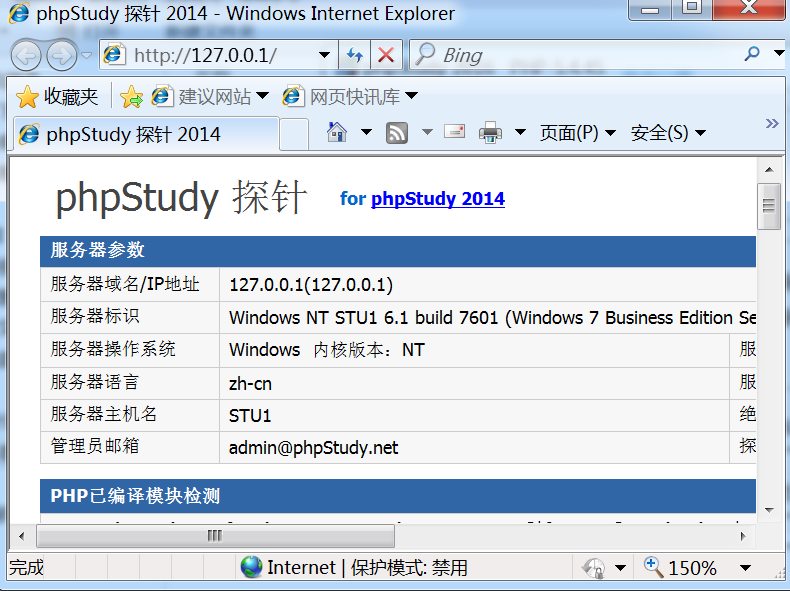 phpStudy 探针 2014 - Windows Internet Explorer
http://127.0.0.1/
Bing
收藏夹 建议网站 网页快讯库
phpStudy 探针 2014
页面(P) 安全(S) »
phpStudy 探针 for phpStudy 2014
服务器参数
服务器域名/IP地址 127.0.0.1(127.0.0.1)
服务器标识 Windows NT STU1 6.1 build 7601 (Windows 7 Business Edition Se
服务器操作系统 Windows 内核版本：NT 服
服务器语言 zh-cn 服
服务器主机名 STU1 绝
管理员邮箱 admin@phpStudy.net 探
PHP已编译模块检测
完成 Internet | 保护模式: 禁用 150%